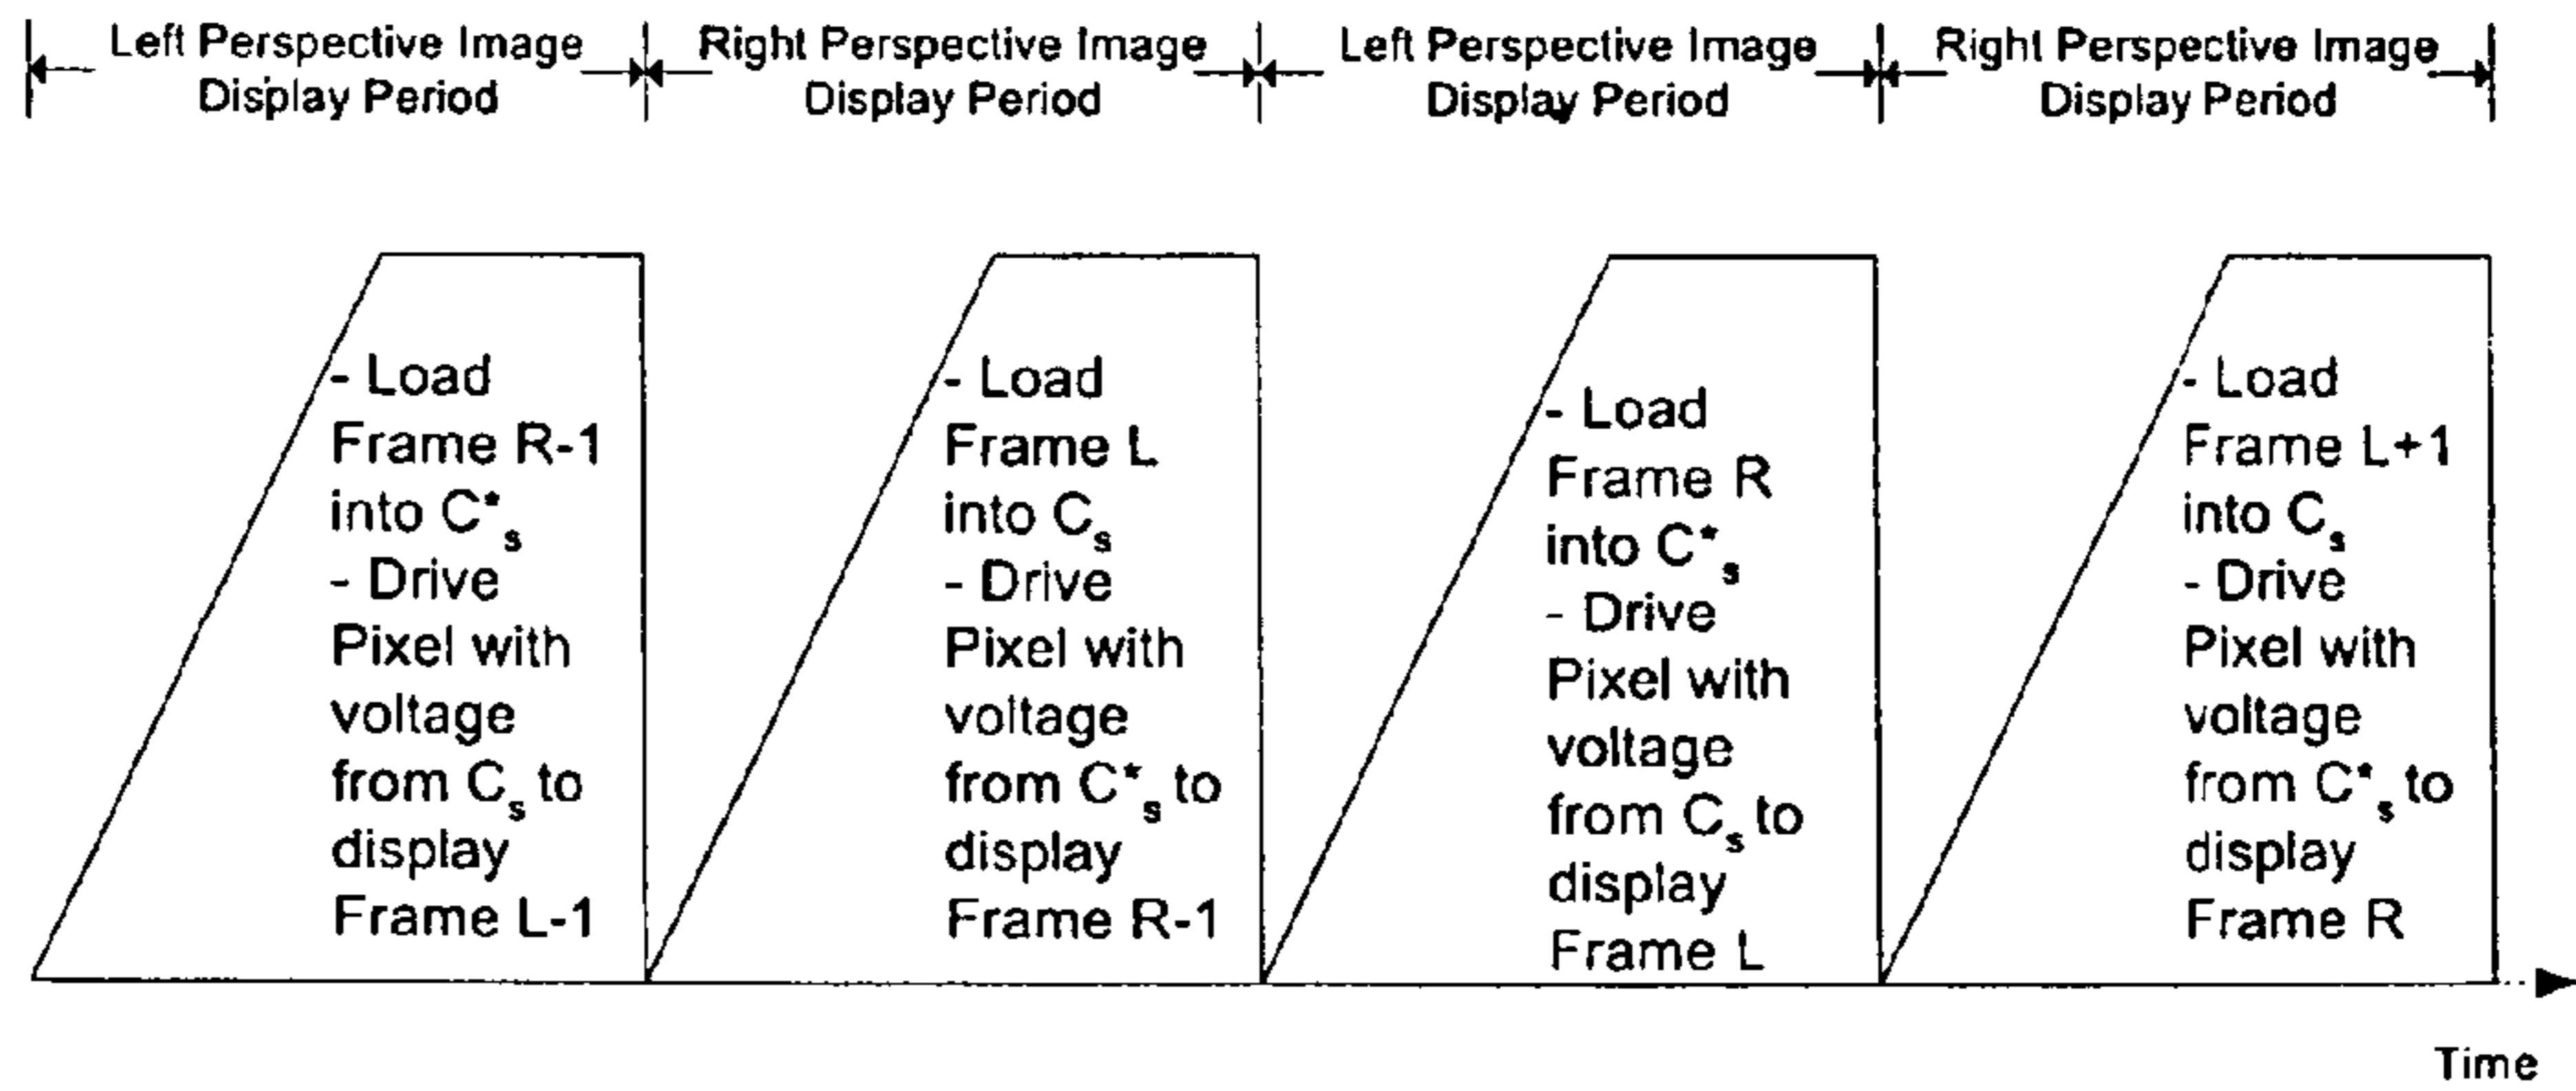 Left Perspective Image
Display Period
Right Perspective Image
Display Period
Left Perspective Image
Display Period
Right Perspective Image
Display Period
- Load
Frame R-1
into C*s
- Drive
Pixel with
voltage
from Cs to
display
Frame L-1
- Load
Frame L
into Cs
- Drive
Pixel with
voltage
from C*s to
display
Frame R-1
- Load
Frame R
into C*s
- Drive
Pixel with
voltage
from Cs to
display
Frame L
- Load
Frame L+1
into Cs
- Drive
Pixel with
voltage
from C*s to
display
Frame R
Time